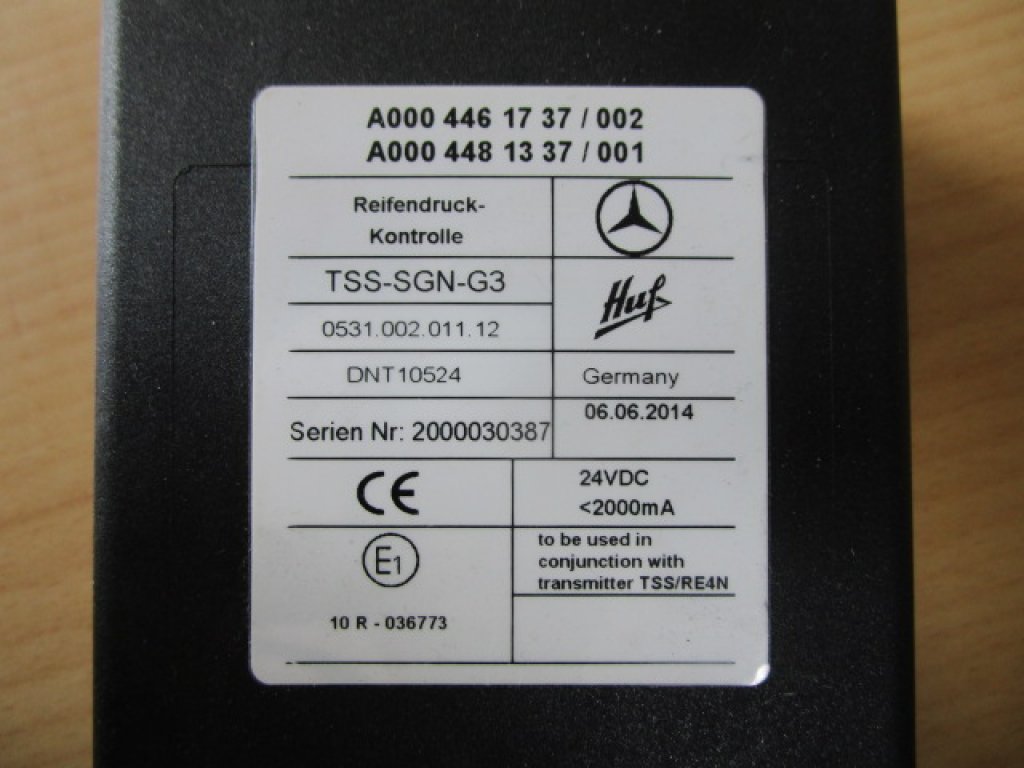 A000 446 17 37 / 002
A000 448 13 37 / 001
Reifendruck-
Kontrolle
TSS-SGN-G3
Huf
0531.002.011.12
DNT10524
Germany
Serien Nr: 2000030387
06.06.2014
CE
24VDC
<2000mA
E1
to be used in
conjunction with
transmitter TSS/RE4N
10 R - 036773